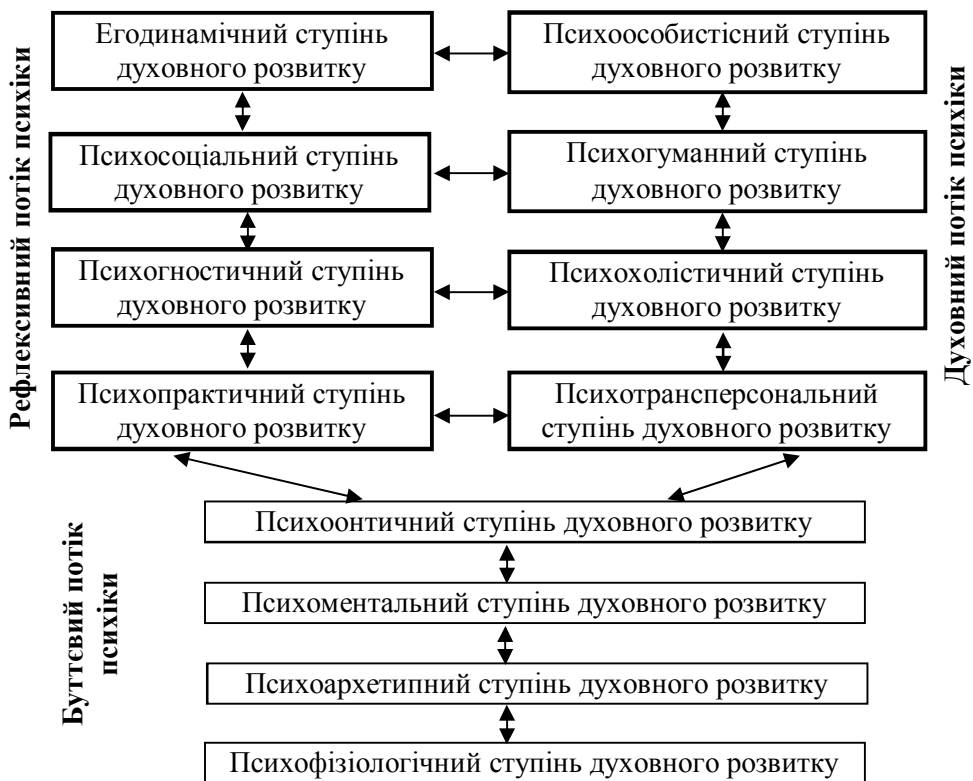 Рефлексивний потік психіки
Егодинамічний ступінь
духовного розвитку
Психоособистісний ступінь
духовного розвитку
Психосоціальний ступінь
духовного розвитку
Психогуманний ступінь
духовного розвитку
Психогностичний ступінь
духовного розвитку
Психохолістичний ступінь
духовного розвитку
Психопрактичний ступінь
духовного розвитку
Психотрансперсональний
ступінь духовного розвитку
Духовний потік психіки
Буттєвий потік
психіки
Психоонтичний ступінь духовного розвитку
Психоментальний ступінь духовного розвитку
Психоархетипний ступінь духовного розвитку
Психофізіологічний ступінь духовного розвитку